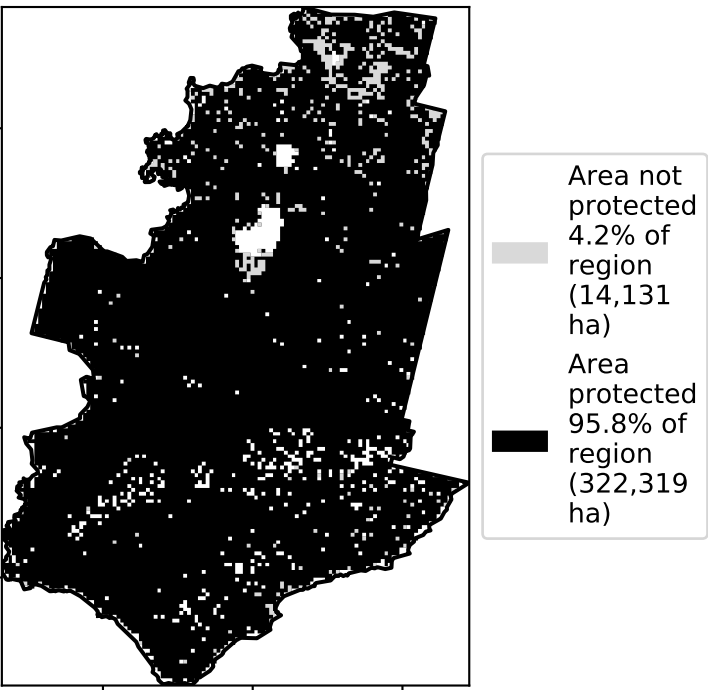 Area not
protected
4.2% of
region
(14,131
ha)
Area
protected
95.8% of
region
(322,319
ha)